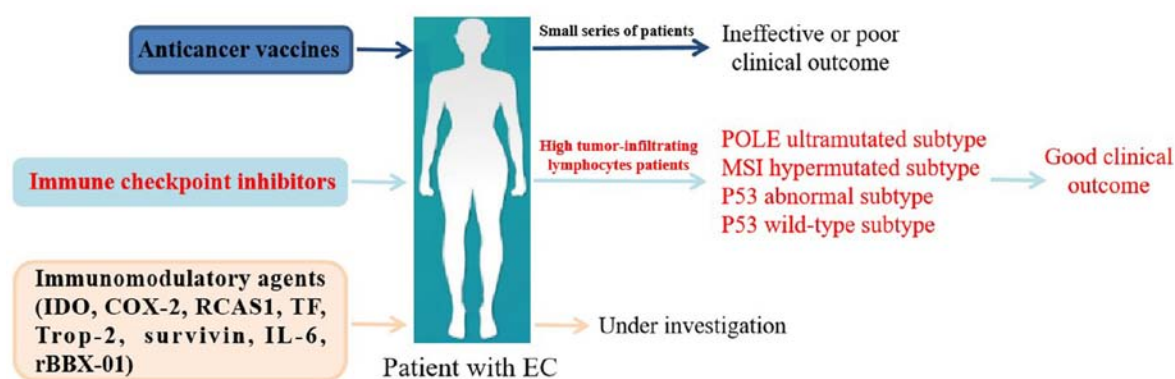 Anticancer vaccines
Small series of patients
Ineffective or poor
clinical outcome
Immune checkpoint inhibitors
High tumor-infiltrating
lymphocytes patients
POLE ultramutated subtype
MSI hypermutated subtype
P53 abnormal subtype
P53 wild-type subtype
Good clinical
outcome
Immunomodulatory agents
(IDO, COX-2, RCAS1, TF,
Trop-2, survivin, IL-6,
rBBX-01)
Under investigation
Patient with EC